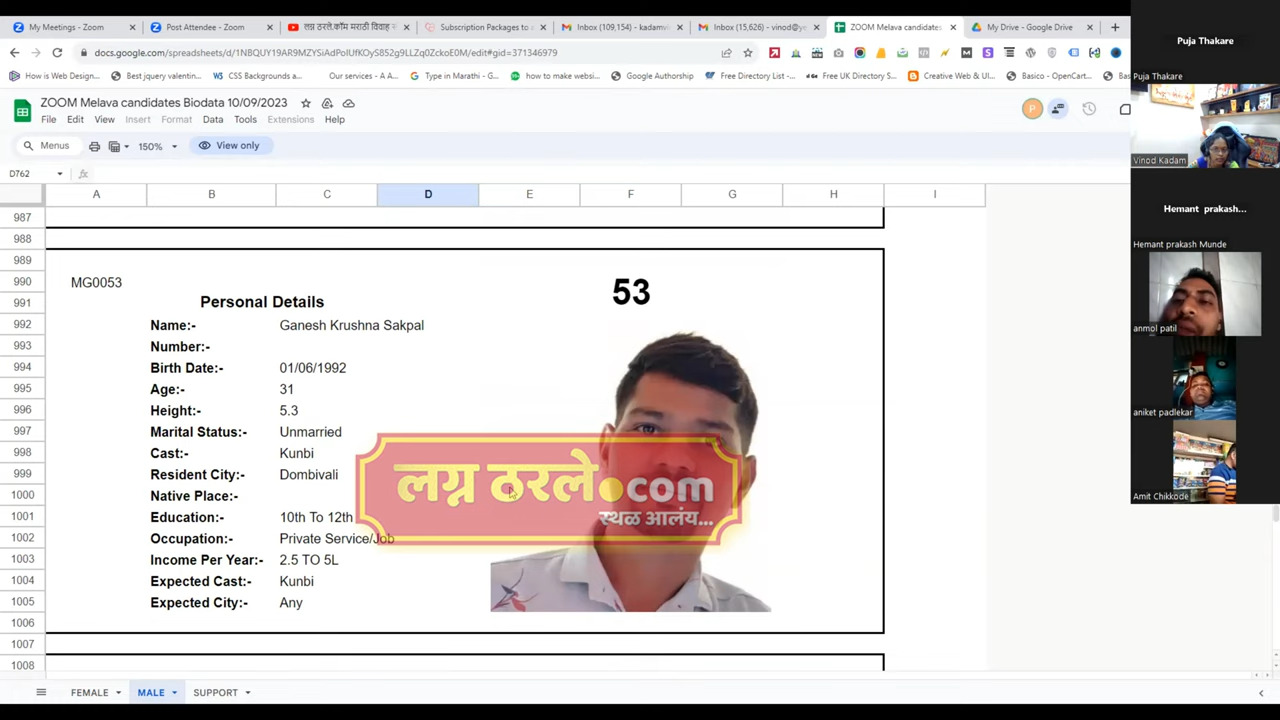 My Meetings - Zoom
Post Attendee - Zoom
लग्न ठरले.कॉम मराठी विवाह स
Subscription Packages to s
Inbox (109,154) - kadamvi
Inbox (15,626) - vinod@ye
ZOOM Melava candidates
My Drive - Google Drive
docs.google.com/spreadsheets/d/1NBQUY19AR9MZYSiAdPolUfKOyS852g9LLZq0ZckoE0M/edit#gid=371346979
How is Web Design...
Best jquery valentin...
CSS Backgrounds a...
Our services - A A...
Type in Marathi - G...
how to make websi...
Google Authorship
Free Directory List -...
Free UK Directory S...
Creative Web & UI...
Basico - OpenCart...
Bas
ZOOM Melava candidates Biodata 10/09/2023
P
File Edit View Insert Format Data Tools Extensions Help
Menus 150% View only
D762 fx
A B C D E F G H I
987
988
989
990 MG0053 53
991 Personal Details
992 Name:- Ganesh Krushna Sakpal
993 Number:-
994 Birth Date:- 01/06/1992
995 Age:- 31
996 Height:- 5.3
997 Marital Status:- Unmarried
998 Cast:- Kunbi
999 Resident City:- Dombivali
1000 Native Place:-
1001 Education:- 10th To 12th
1002 Occupation:- Private Service/Job
1003 Income Per Year:- 2.5 TO 5L
1004 Expected Cast:- Kunbi
1005 Expected City:- Any
1006
1007
1008
लग्न ठरले.com
स्थळ आलंय...
FEMALE MALE SUPPORT
Puja Thakare
Puja Thakare
Vinod Kadam
Hemant prakash...
Hemant prakash Munde
anmol patil
aniket padlekar
Amit Chikkode